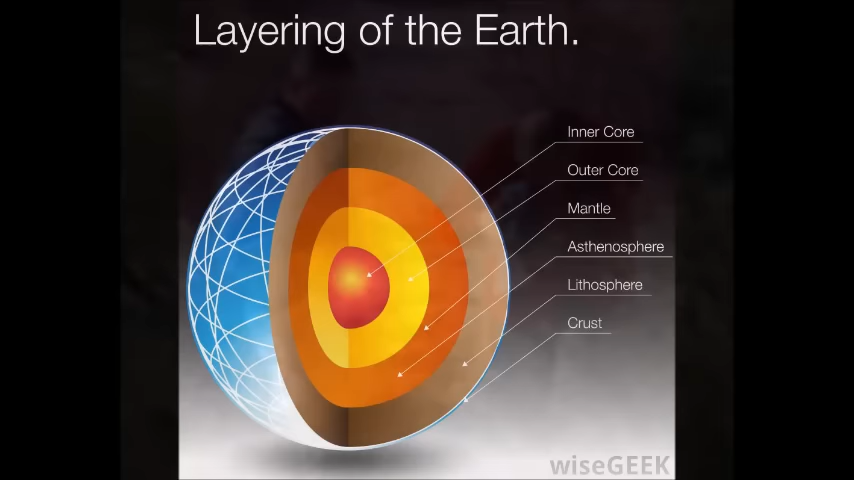 Layering of the Earth.
Inner Core
Outer Core
Mantle
Asthenosphere
Lithosphere
Crust
wiseGEEK